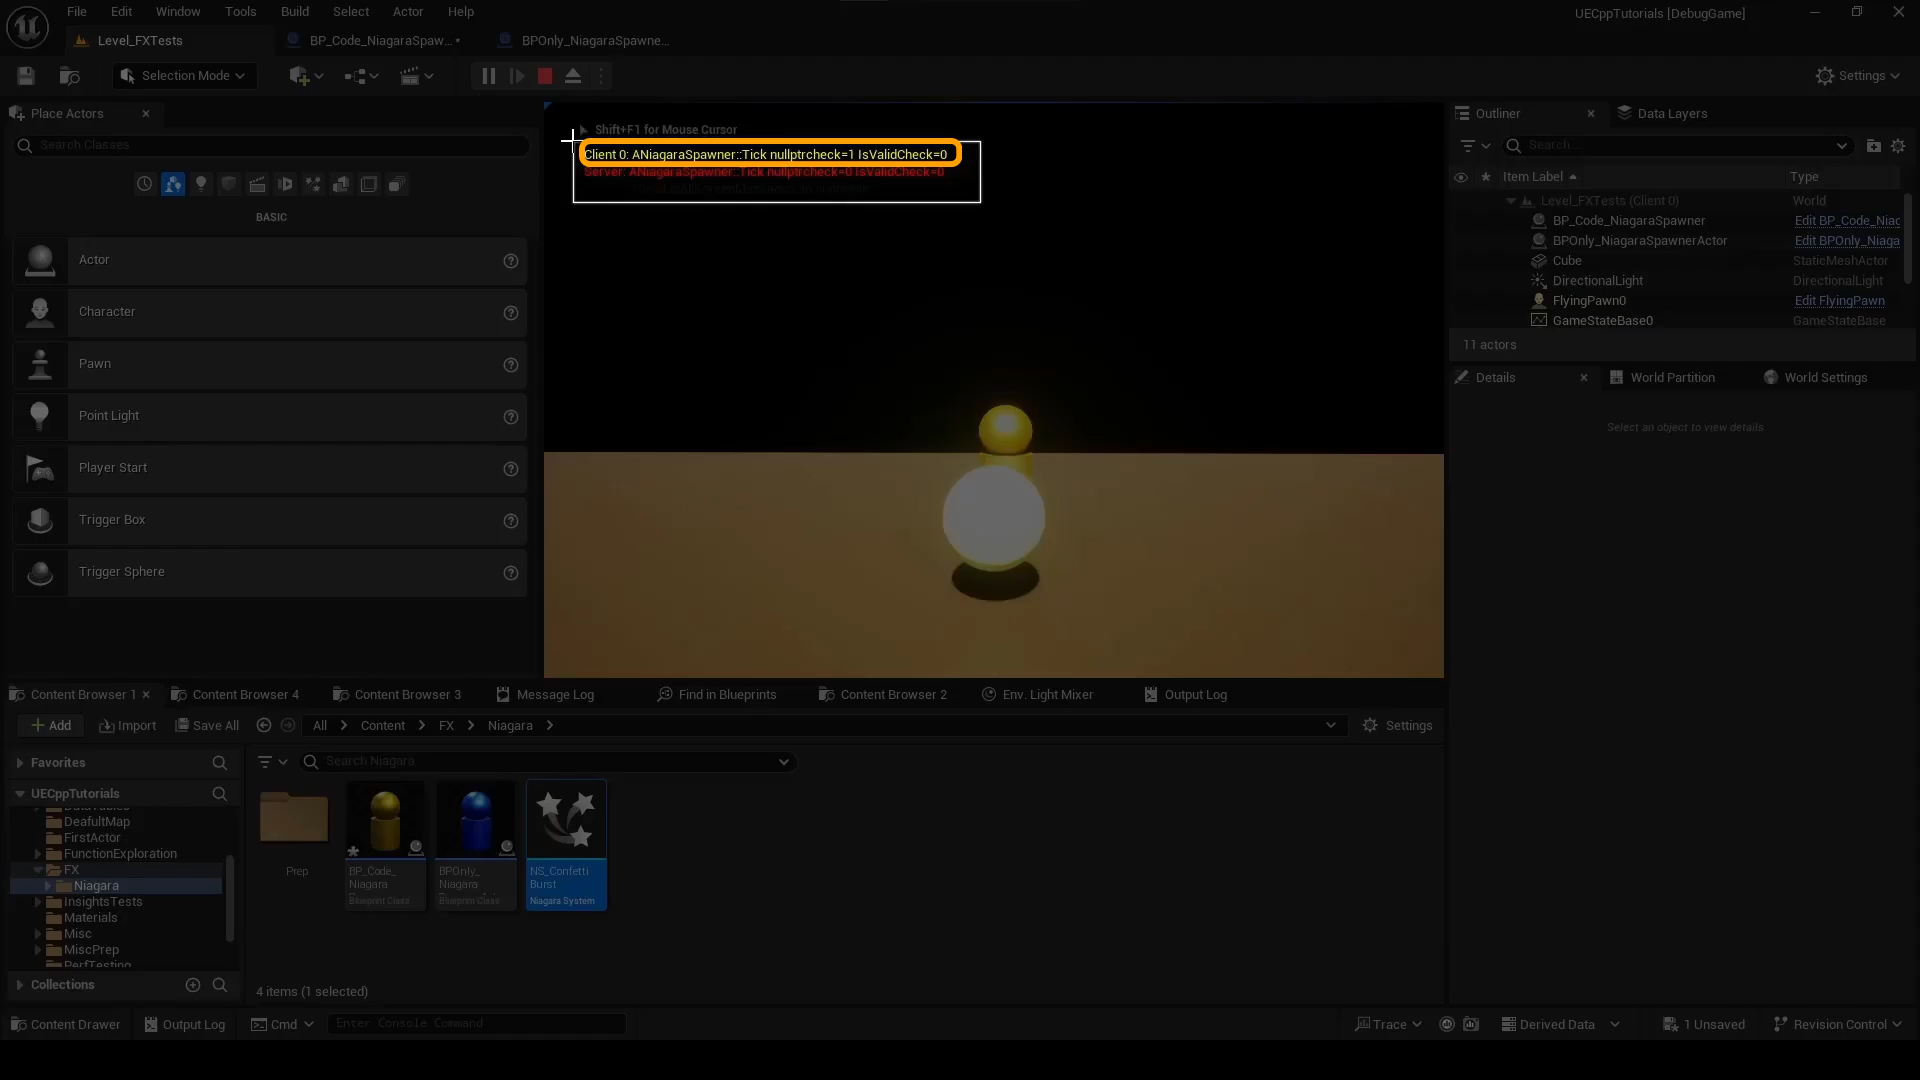 File Edit Window Tools Build Select Actor Help
UECppTutorials [DebugGame]
Level_FXTests
BP_Code_NiagaraSpaw...•
BPOnly_NiagaraSpawne...
Selection Mode
Settings
Place Actors
Search Classes
BASIC
Actor
Character
Pawn
Point Light
Player Start
Trigger Box
Trigger Sphere
Shift+F1 for Mouse Cursor
Client 0: ANiagaraSpawner::Tick nullptrcheck=1 IsValidCheck=0
Server: ANiagaraSpawner::Tick nullptrcheck=0 IsValidCheck=0
Outliner
Data Layers
Search...
Item Label
Type
Level_FXTests (Client 0) World
BP_Code_NiagaraSpawner Edit BP_Code_Niag
BPOnly_NiagaraSpawnerActor Edit BPOnly_Niaga
Cube StaticMeshActor
DirectionalLight DirectionalLight
FlyingPawn0 Edit FlyingPawn
GameStateBase0 GameStateBase
11 actors
Details
World Partition
World Settings
Select an object to view details.
Content Browser 1
Content Browser 4
Content Browser 3
Message Log
Find in Blueprints
Content Browser 2
Env. Light Mixer
Output Log
Add
Import
Save All
All
Content
FX
Niagara
Settings
Favorites
UECppTutorials
DataTables
DeafultMap
FirstActor
FunctionExploration
FX
Niagara
InsightsTests
Materials
Misc
MiscPrep
PerfTesting
Collections
Search Niagara
Prep
BP_Code_
Niagara
Blueprint Class
BPOnly_
Niagara
Blueprint Class
NS_Confetti
Burst
Niagara System
4 items (1 selected)
Content Drawer
Output Log
Cmd
Enter Console Command
Trace
Derived Data
1 Unsaved
Revision Control